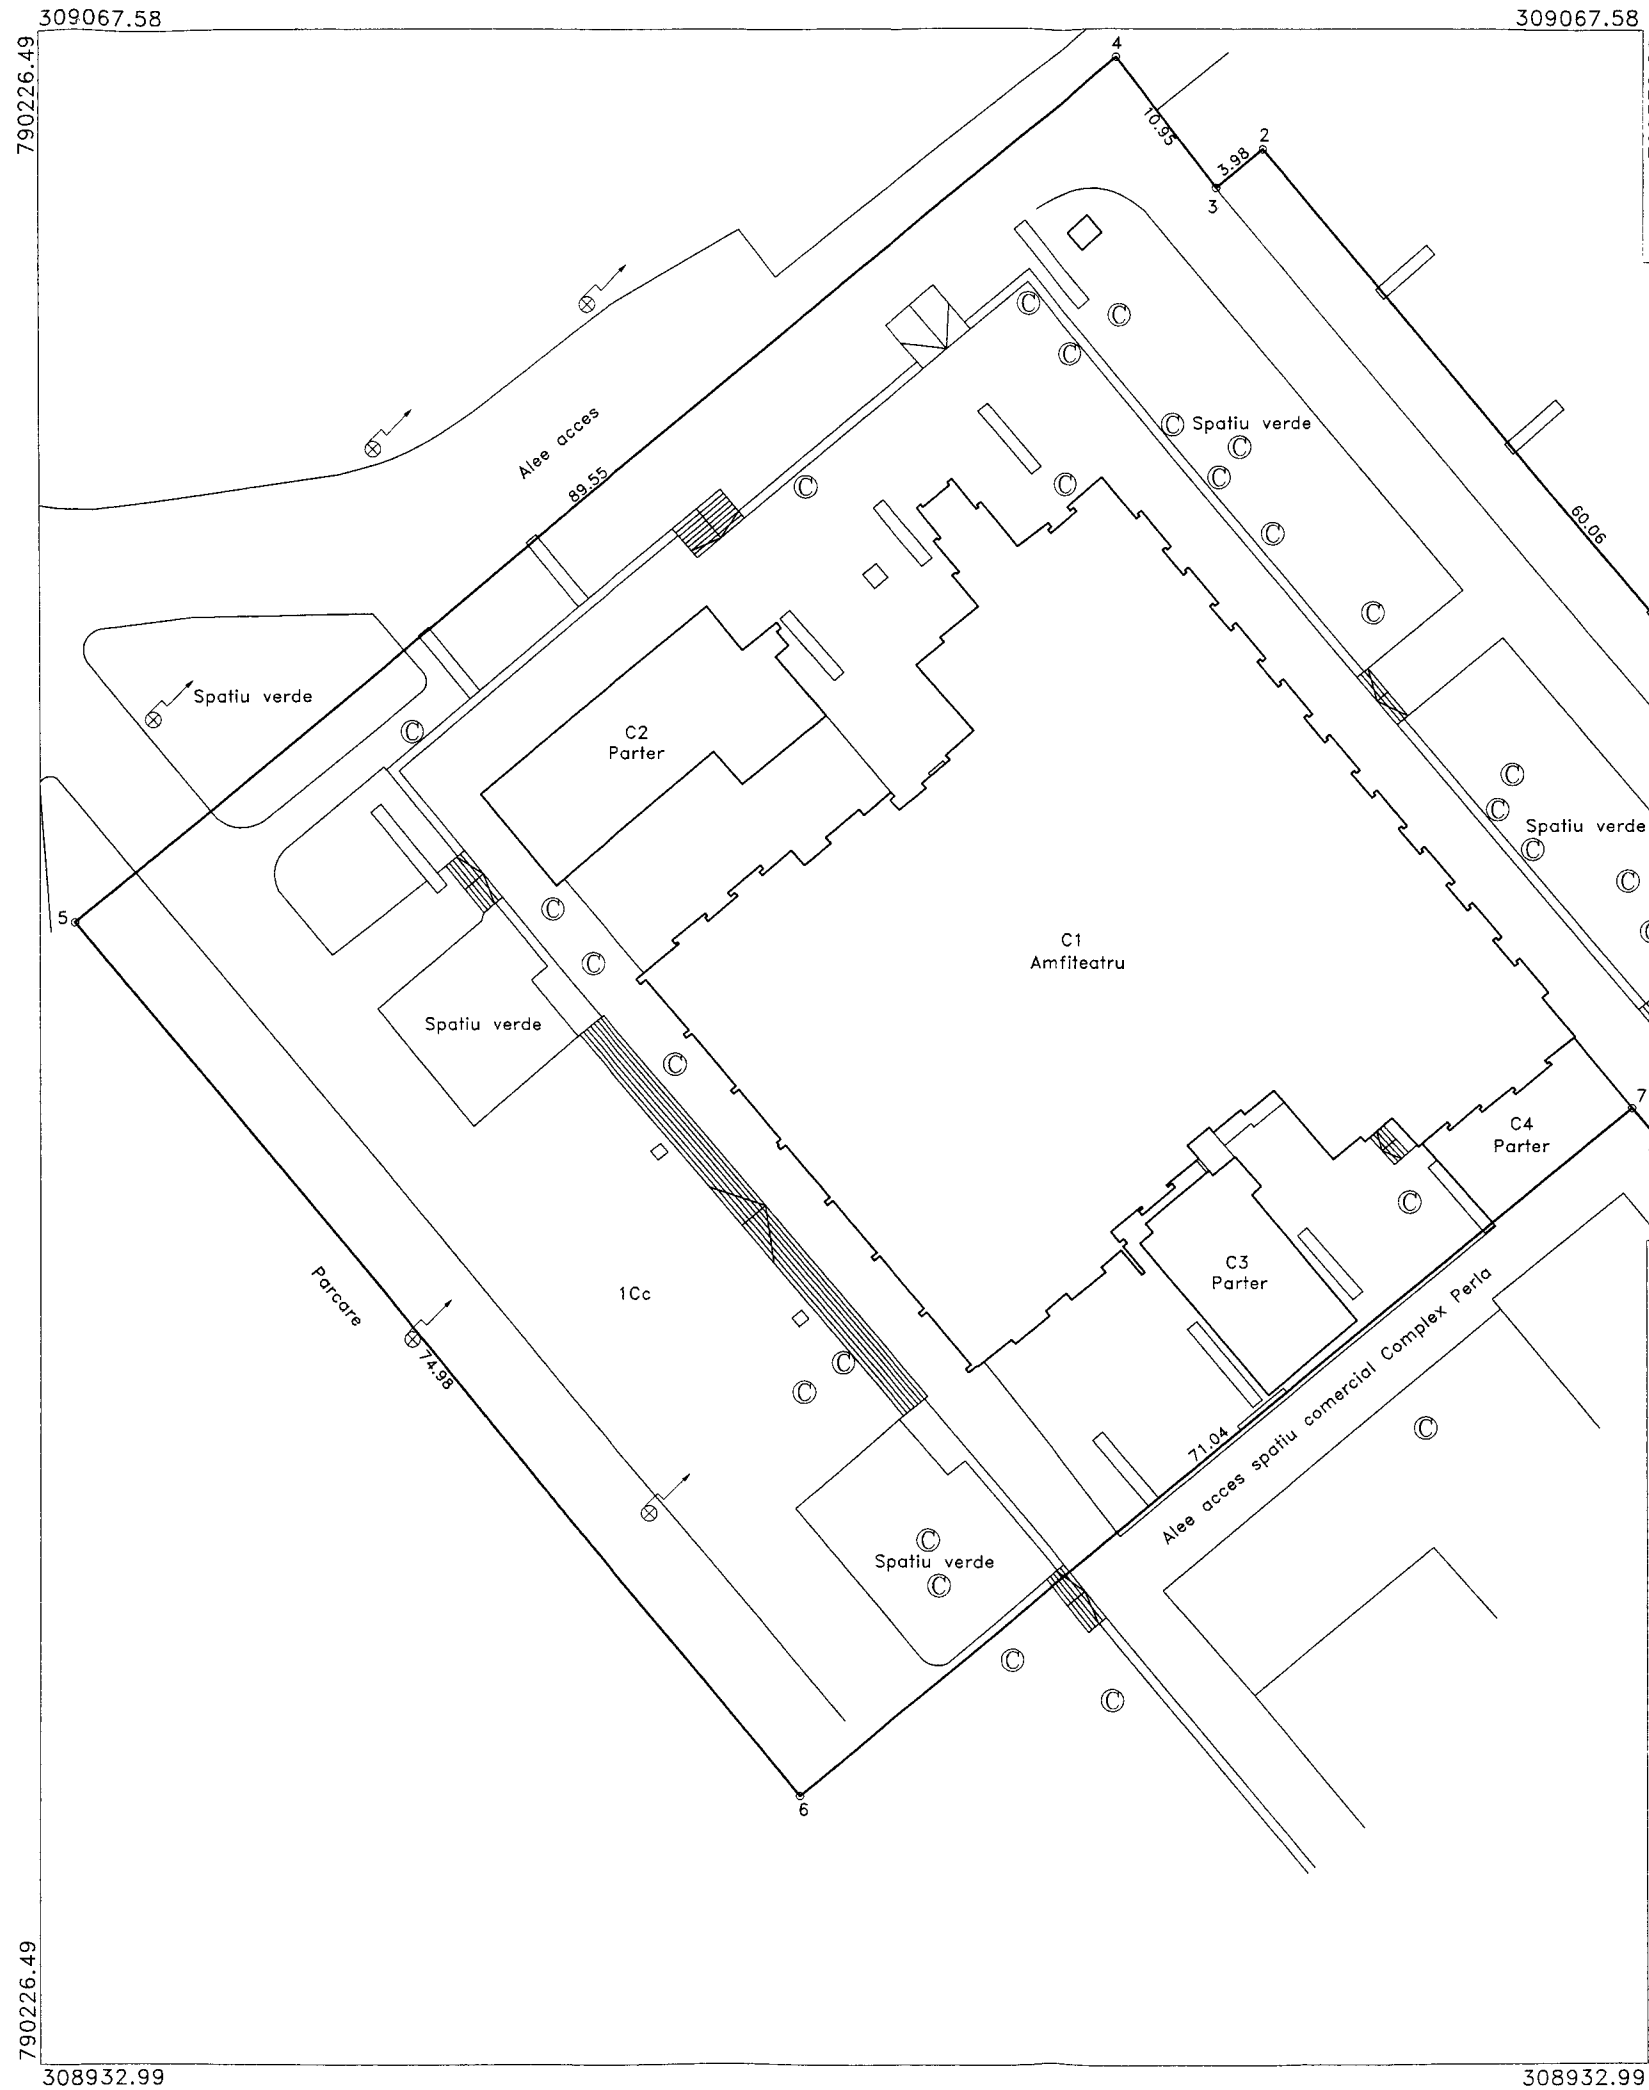 309067.58
309067.58
790226.49
4
10.95
2
3.98
3
C
C
C
C
Spatiu verde
C
C
C
C
C
C
Alee acces
89.55
60.06
Spatiu verde
C
C2
Parter
C
C
Spatiu verde
C
C
C
5
C
C
C1
Amfiteatru
Spatiu verde
C
7
C4
Parter
C
C3
Parter
Parcare
1Cc
74.98
C
C
C
71.04
Alee acces spatiu comercial Complex Perla
C
Spatiu verde
C
C
C
6
790226.49
308932.99
308932.99